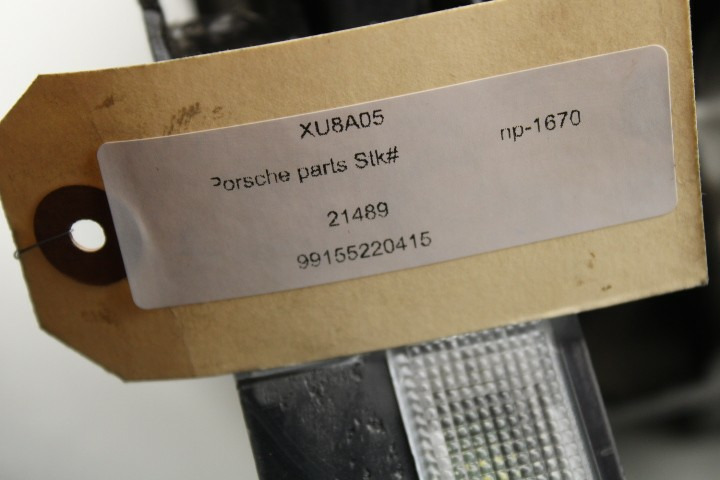 XU8A05
np-1670
Porsche parts Stk#
21489
99155220415